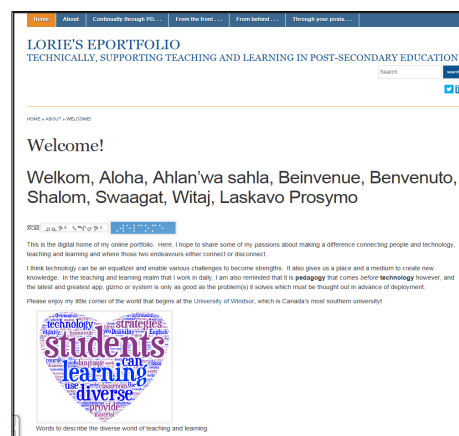 Home About Continually through PD. . . From the front . . . From behind . . . Through your posts. . .
LORIE'S EPORTFOLIO
TECHNICALLY, SUPPORTING TEACHING AND LEARNING IN POST-SECONDARY EDUCATION
Search
HOME » ABOUT » WELCOME!
Welcome!
Welkom, Aloha, Ahlan'wa sahla, Beinvenue, Benvenuto,
Shalom, Swaagat, Witaj, Laskavo Prosymo
This is the digital home of my online portfolio. Here, I hope to share some of my passions about making a difference connecting people and technology,
teaching and learning and where those two endeavours either connect or disconnect.
I think technology can be an equalizer and enable various challenges to become strengths. It also gives us a place and a medium to create new
knowledge. In the teaching and learning realm that I work in daily, I am also reminded that it is pedagogy that comes before technology however, and
the latest and greatest app, gizmo or system is only as good as the problem(s) it solves which must be thought out in advance of deployment.
Please enjoy my little corner of the world that begins at the University of Windsor, which is Canada's most southern university!
technology strategies
students
can
learning
use
diverse
provide
material
Words to describe the diverse world of teaching and learning